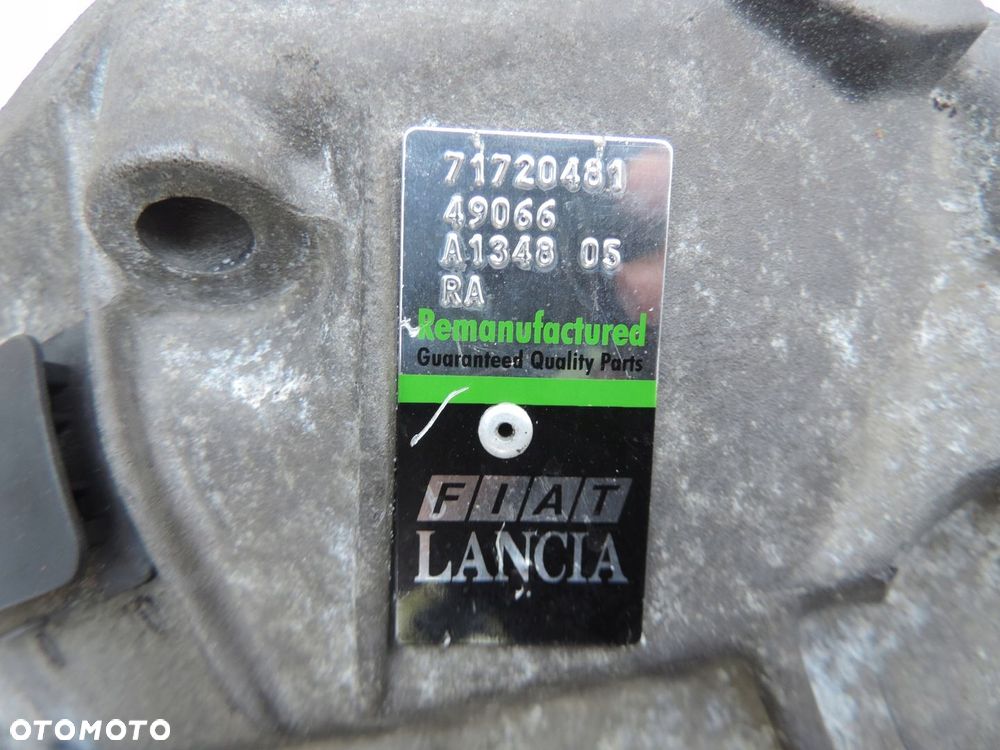 71720481
49066
A1348 05
RA
Remanufactured
Guaranteed Quality Parts
FIAT
LANCIA
OTOMOTO